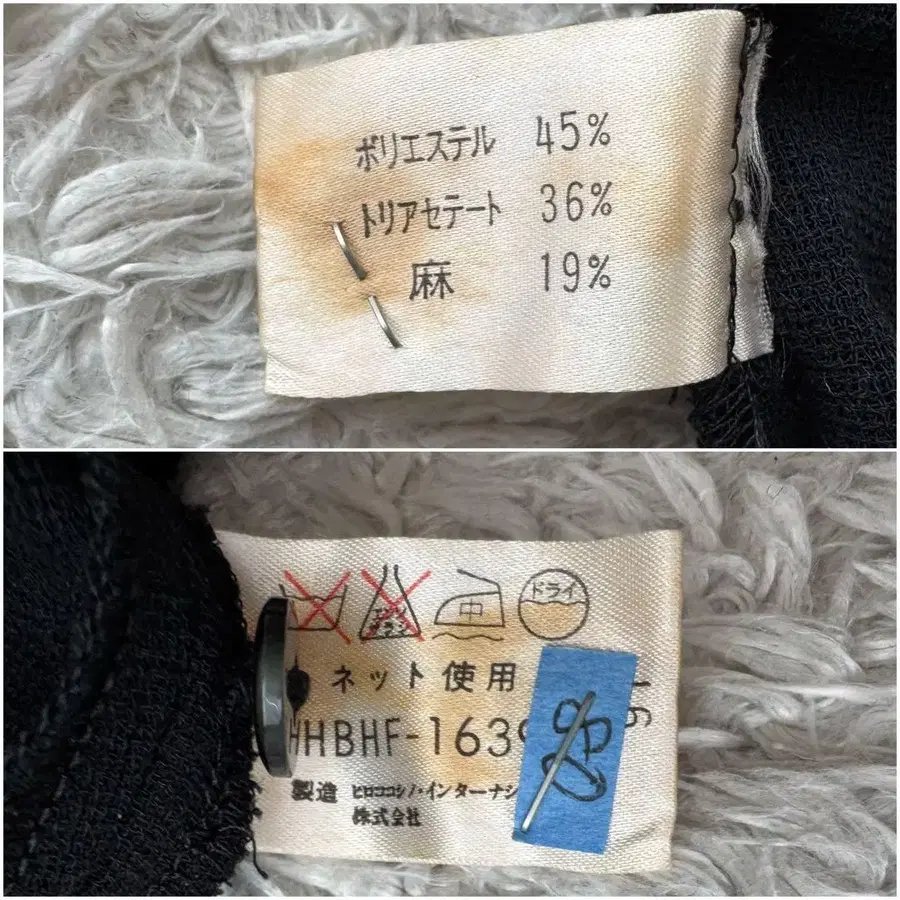 ポリエステル 45%
トリアセテート 36%
麻 19%
中
ドライ
ネット使用
HHBHF-1639
製造 ヒロココシノ・インターナシ
株式会社